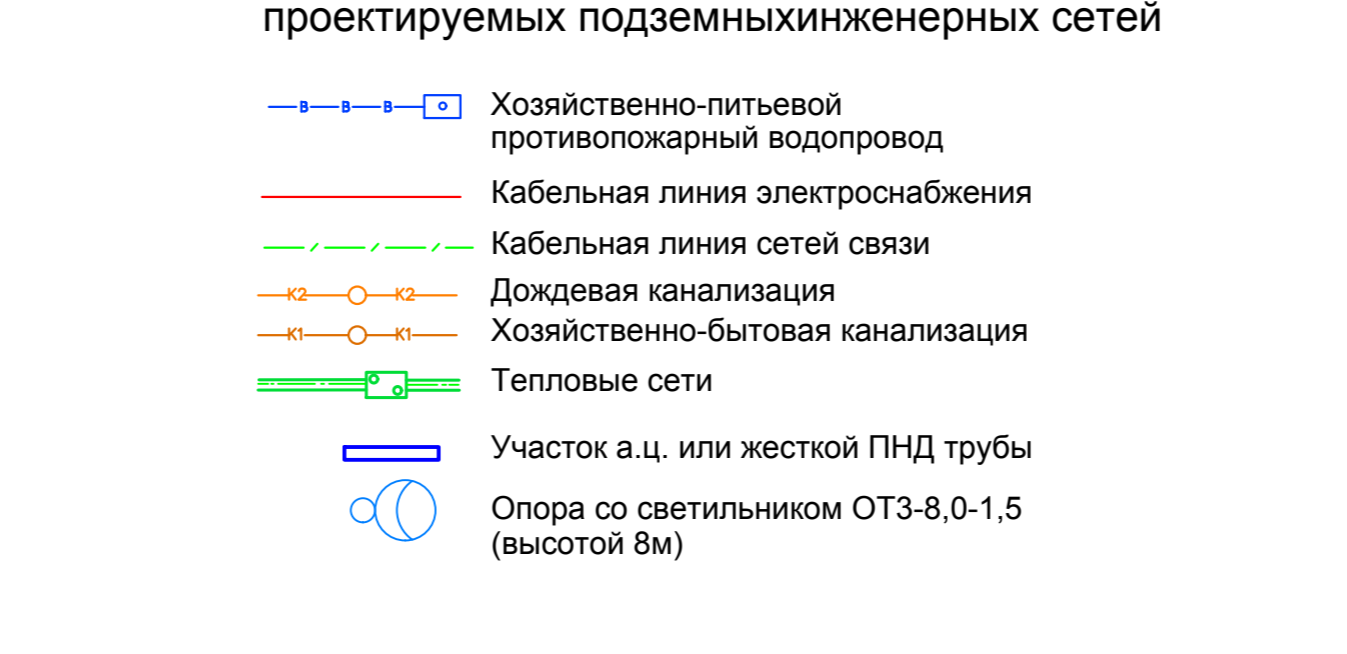 проектируемых подземныхинженерных сетей
В В В Хозяйственно-питьевой
противопожарный водопровод
Кабельная линия электроснабжения
Кабельная линия сетей связи
К2 К2 Дождевая канализация
К1 К1 Хозяйственно-бытовая канализация
Тепловые сети
Участок а.ц. или жесткой ПНД трубы
Опора со светильником ОТ3-8,0-1,5
(высотой 8м)